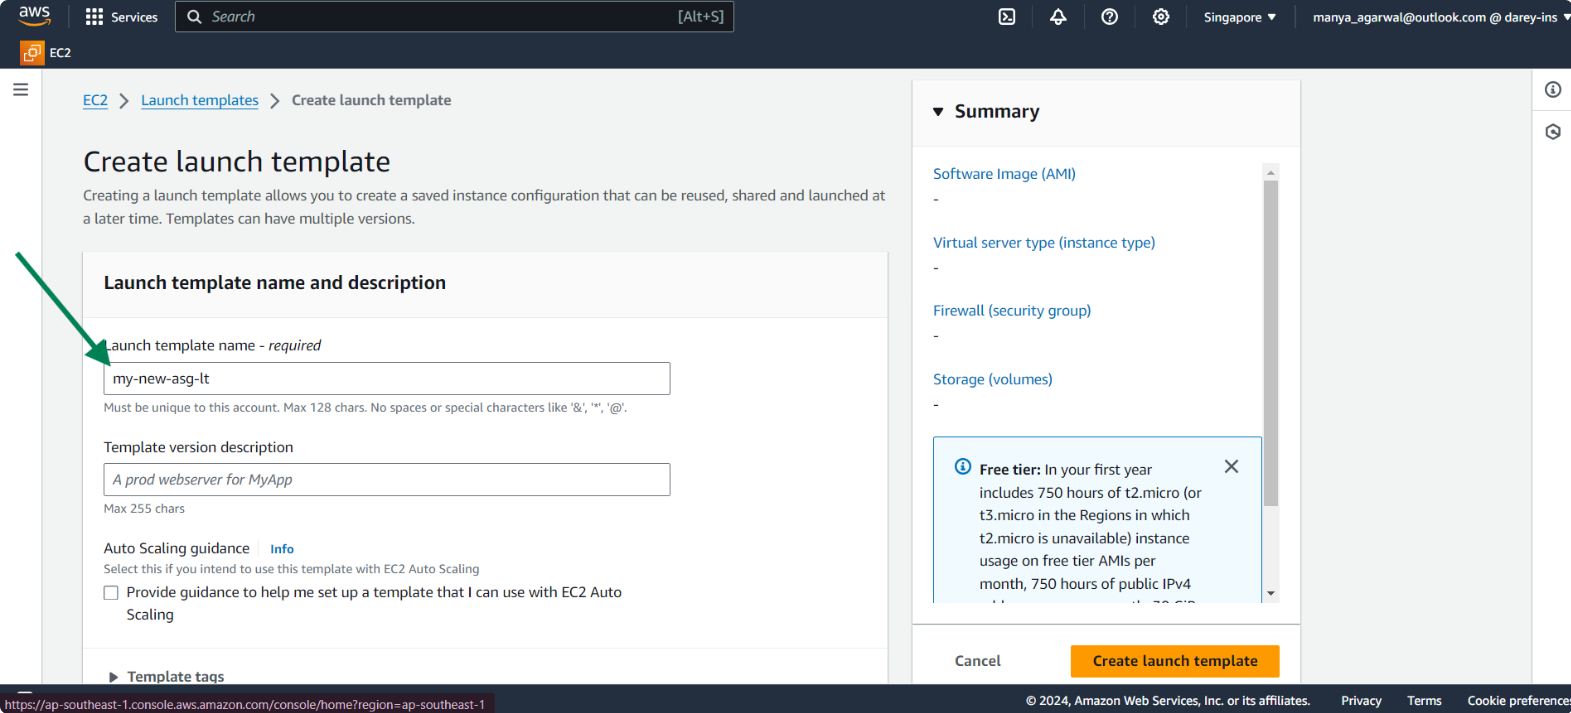 aws
Services
Search [Alt+S]
Singapore
manya_agarwal@outlook.com @ darey-ins
EC2
EC2 > Launch templates > Create launch template
Create launch template
Creating a launch template allows you to create a saved instance configuration that can be reused, shared and launched at
a later time. Templates can have multiple versions.
Launch template name and description
Launch template name - required
my-new-asg-lt
Must be unique to this account. Max 128 chars. No spaces or special characters like '&', '*', '@'.
Template version description
A prod webserver for MyApp
Max 255 chars
Auto Scaling guidance Info
Select this if you intend to use this template with EC2 Auto Scaling
Provide guidance to help me set up a template that I can use with EC2 Auto
Scaling
Template tags
Summary
Software Image (AMI)
-
Virtual server type (instance type)
-
Firewall (security group)
-
Storage (volumes)
-
Free tier: In your first year
includes 750 hours of t2.micro (or
t3.micro in the Regions in which
t2.micro is unavailable) instance
usage on free tier AMIs per
month, 750 hours of public IPv4
Cancel
Create launch template
https://ap-southeast-1.console.aws.amazon.com/console/home?region=ap-southeast-1
© 2024, Amazon Web Services, Inc. or its affiliates. Privacy Terms Cookie preferences